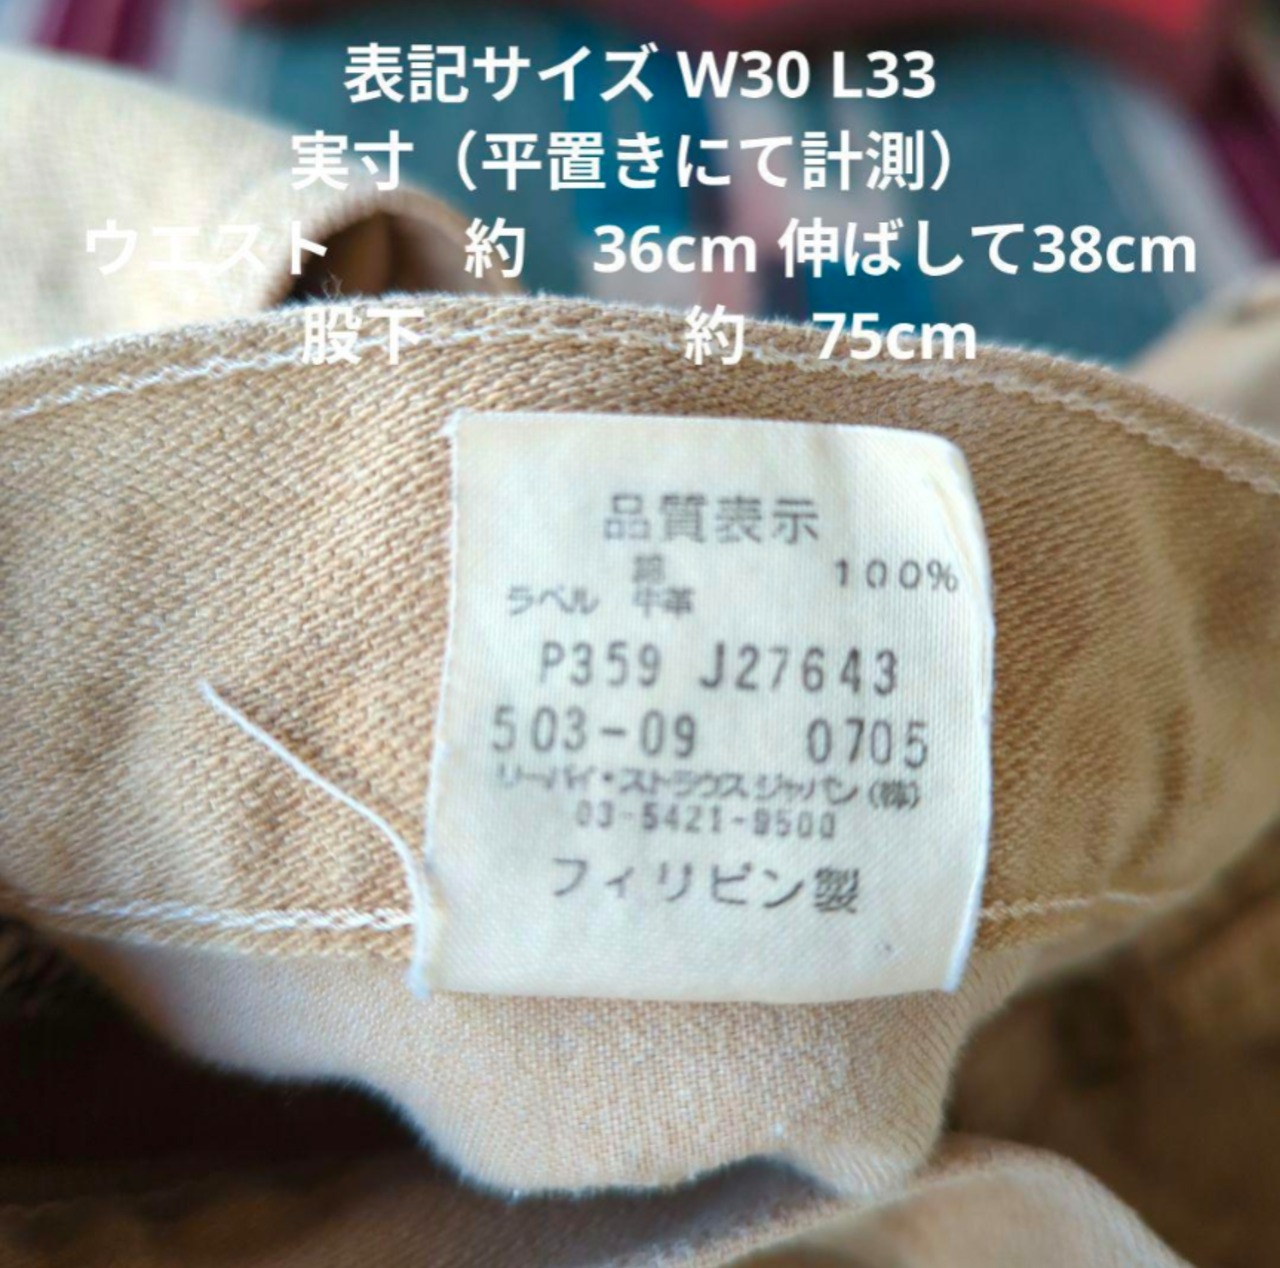 表記サイズ W30 L33
実寸（平置きにて計測）
ウエスト　　約　36cm 伸ばして38cm
股下　　　　約　75cm
品質表示
綿　　　100%
ラベル　牛革
P359 J27643
503-09　0705
リーバイ・ストラウス ジャパン（株）
03-5421-9500
フィリピン製